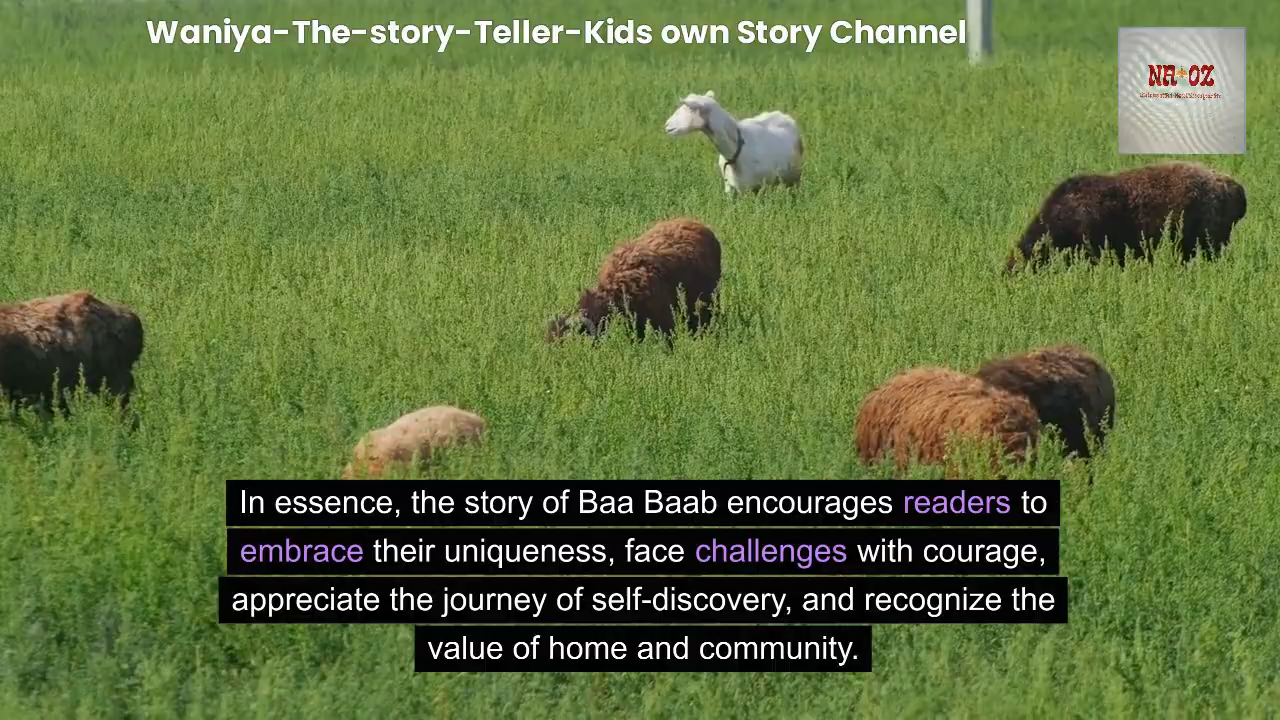 Waniya-The-story-Teller-Kids own Story Channel
NR+OZ
In essence, the story of Baa Baab encourages readers to
embrace their uniqueness, face challenges with courage,
appreciate the journey of self-discovery, and recognize the
value of home and community.